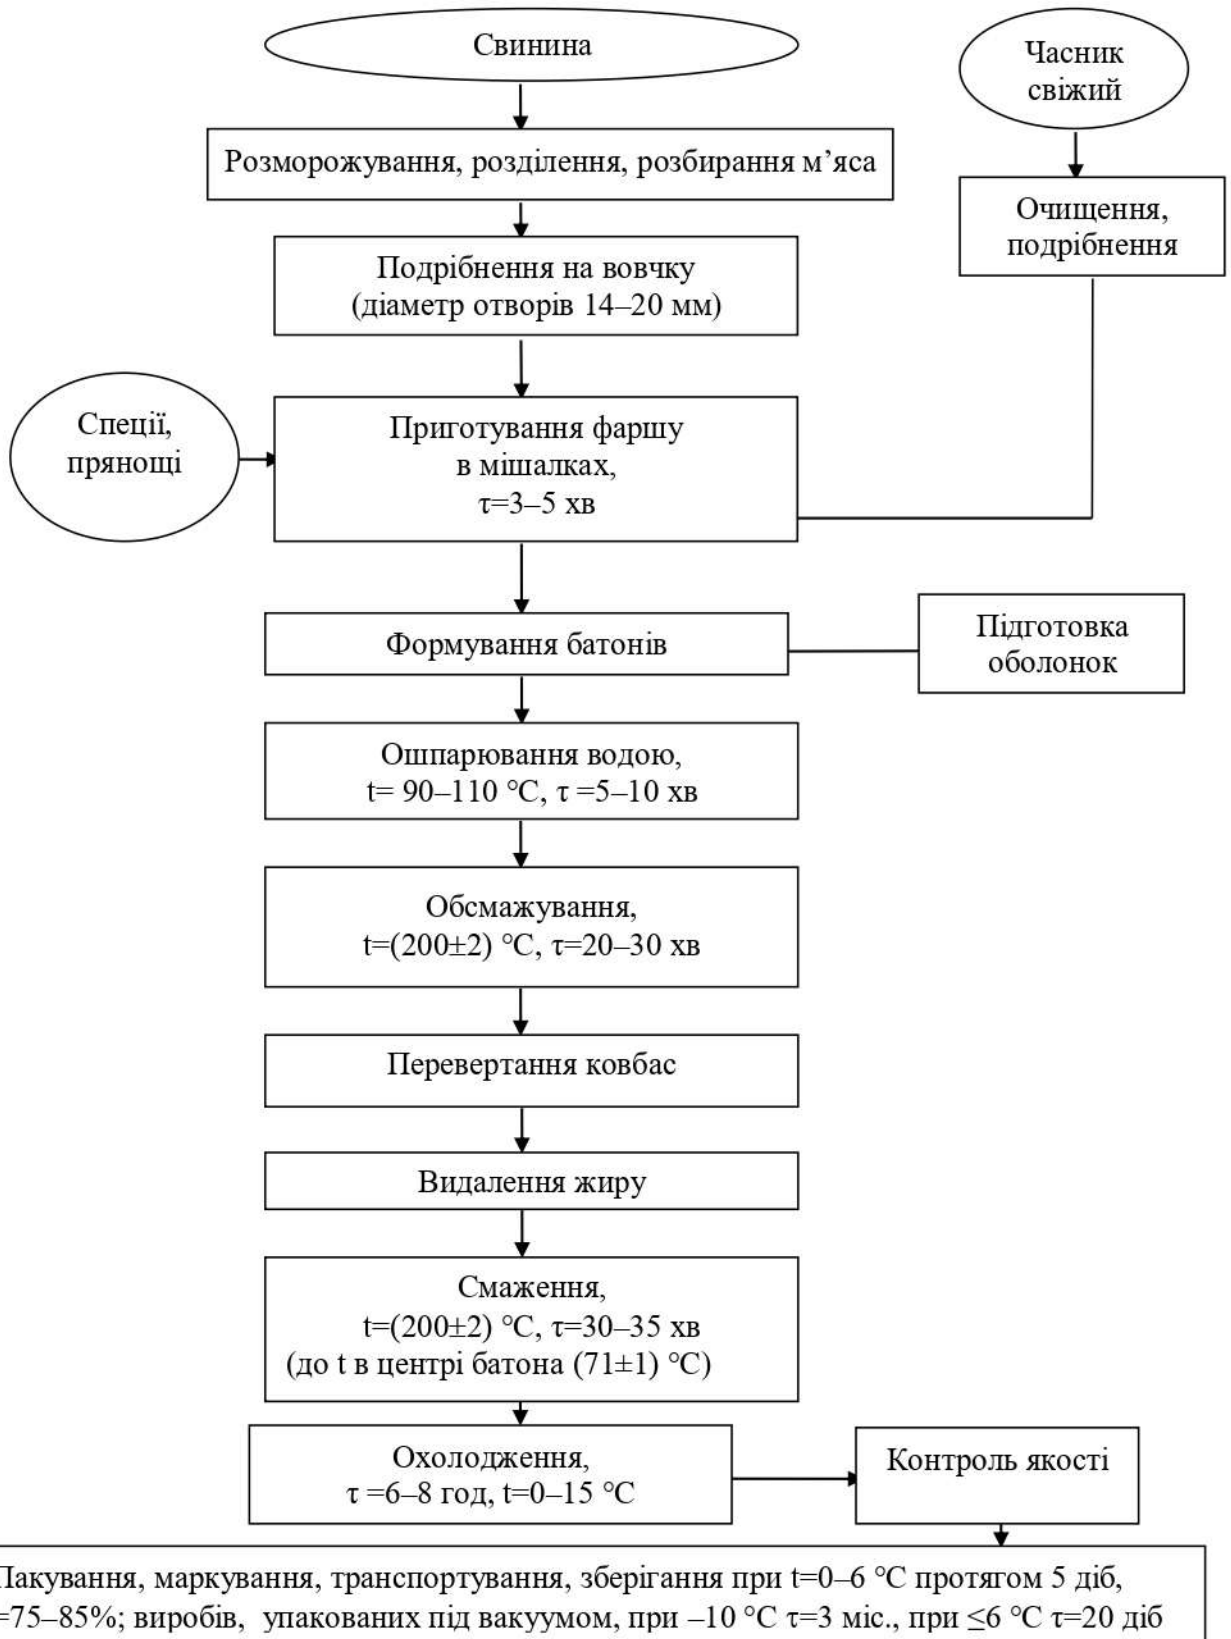 Свинина
Часник
свіжий
Розморожування, розділення, розбирання м’яса
Очищення,
подрібнення
Подрібнення на вовчку
(діаметр отворів 14–20 мм)
Спеції,
прянощі
Приготування фаршу
в мішалках,
τ=3–5 хв
Формування батонів
Підготовка
оболонок
Ошпарювання водою,
t= 90–110 °С, τ =5–10 хв
Обсмажування,
t=(200±2) °С, τ=20–30 хв
Перевертання ковбас
Видалення жиру
Смаження,
t=(200±2) °С, τ=30–35 хв
(до t в центрі батона (71±1) °С)
Охолодження,
τ =6–8 год, t=0–15 °С
Контроль якості
Пакування, маркування, транспортування, зберігання при t=0–6 °С протягом 5 діб,
=75–85%; виробів, упакованих під вакуумом, при –10 °С τ=3 міс., при ≤6 °С τ=20 діб